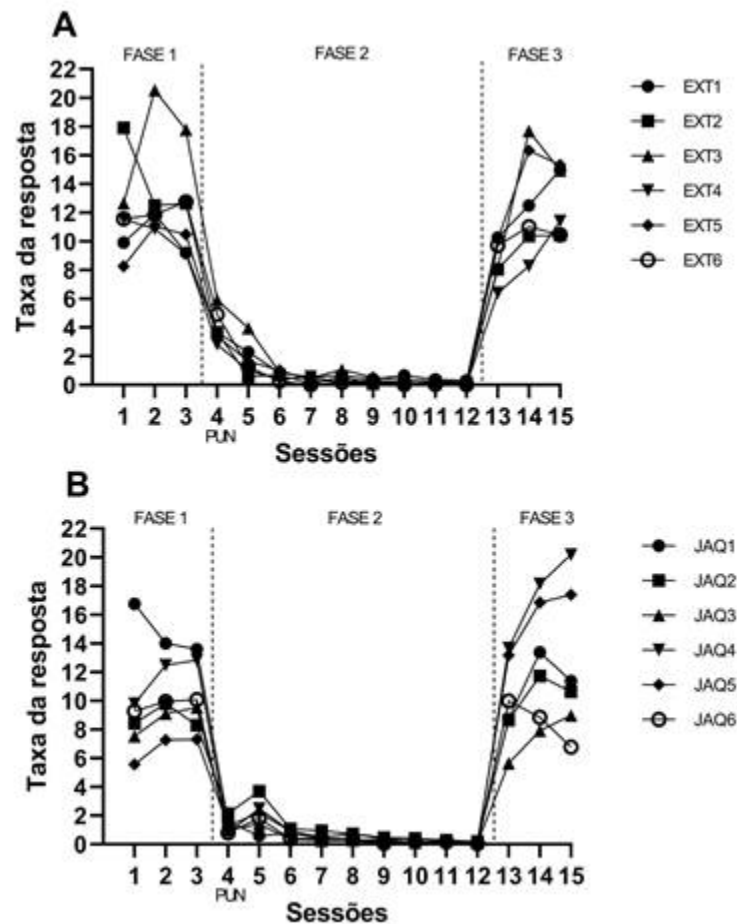 A
FASE 1 FASE 2 FASE 3
22
20
18
16
14
12
10
8
6
4
2
0
Taxa da resposta
1 2 3 4 5 6 7 8 9 10 11 12 13 14 15
PUN
Sessões
EXT1
EXT2
EXT3
EXT4
EXT5
EXT6
B
FASE 1 FASE 2 FASE 3
22
20
18
16
14
12
10
8
6
4
2
0
Taxa da resposta
1 2 3 4 5 6 7 8 9 10 11 12 13 14 15
PUN
Sessões
JAQ1
JAQ2
JAQ3
JAQ4
JAQ5
JAQ6